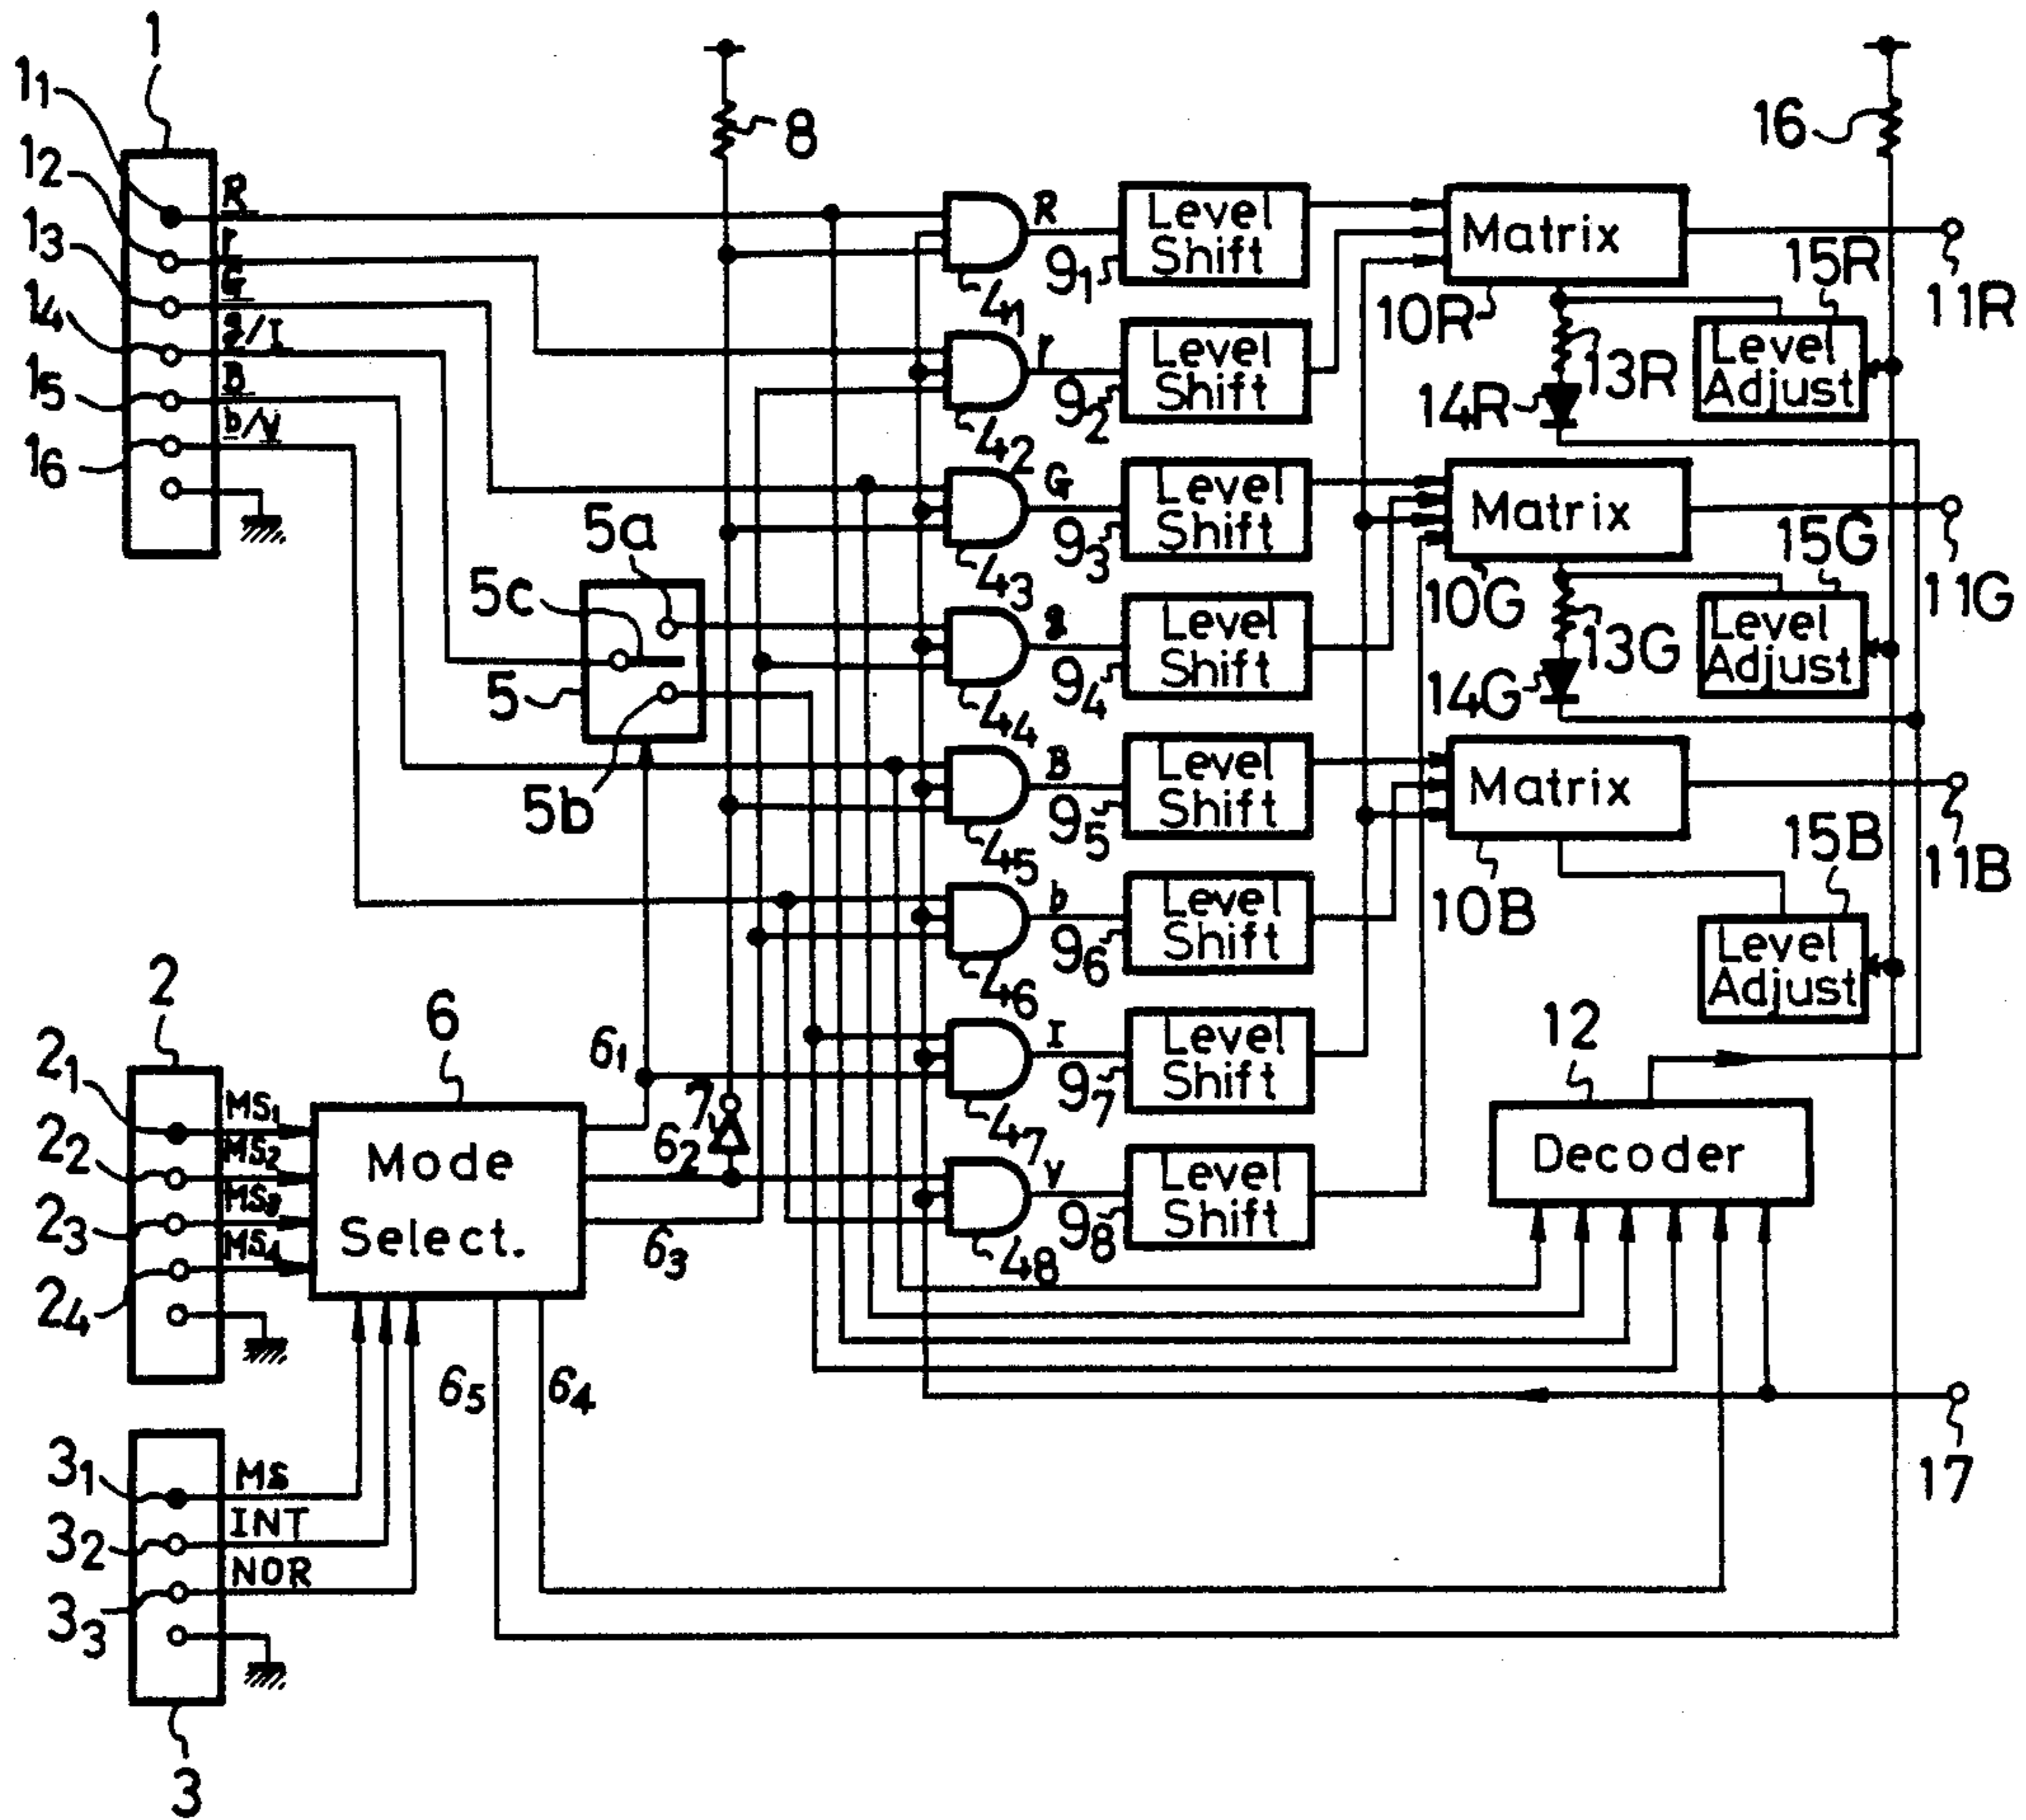 1
1₁
1₂
1₃
1₄
1₅
1₆
R
r
G
g/I
B
b/V
8
16
4₁
4₂
4₃
4₄
4₅
4₆
4₇
4₈
R
r
G
g
B
b
I
V
9₁
9₂
9₃
9₄
9₅
9₆
9₇
9₈
Level
Shift
Level
Shift
Level
Shift
Level
Shift
Level
Shift
Level
Shift
Level
Shift
Level
Shift
Matrix
10R
11R
13R
14R
15R
Level
Adjust
Matrix
10G
11G
13G
14G
15G
Level
Adjust
Matrix
10B
11B
15B
Level
Adjust
5a
5c
5
5b
2
2₁
2₂
2₃
2₄
MS₁
MS₂
MS₃
MS₄
6
Mode
Select.
6₁
6₂
6₃
6₅
6₄
7
12
Decoder
17
3₁
3₂
3₃
MS
INT
NOR
3